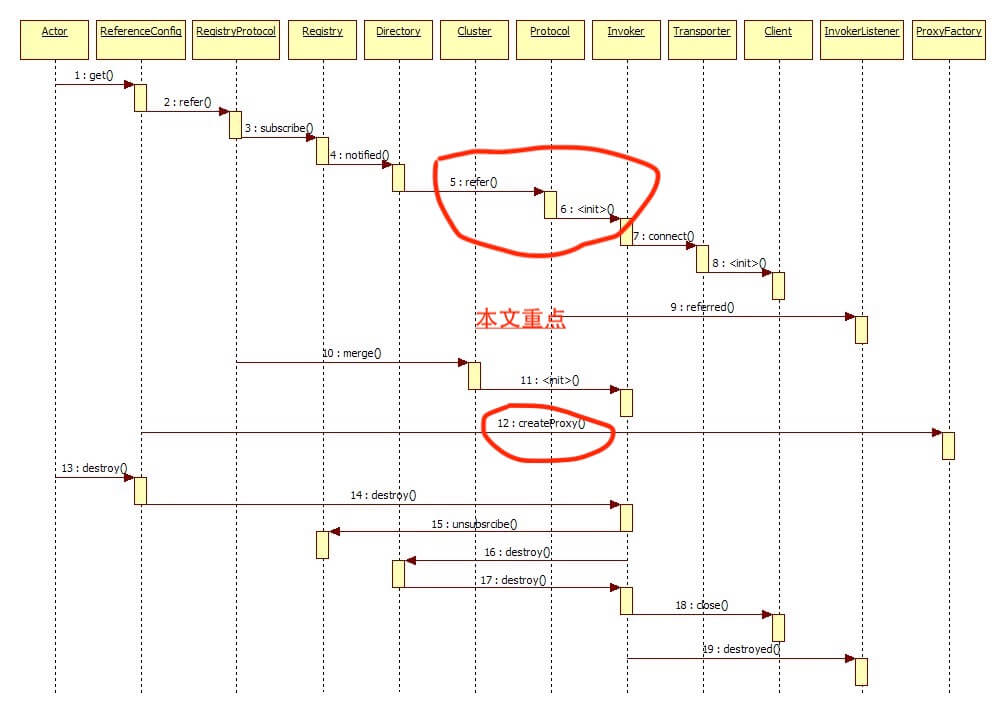 Actor
ReferenceConfig
RegistryProtocol
Registry
Directory
Cluster
Protocol
Invoker
Transporter
Client
InvokerListener
ProxyFactory
1 : get()
2 : refer()
3 : subscribe()
4 : notified()
5 : refer()
6 : <init>()
7 : connect()
8 : <init>()
9 : referred()
本文重点
10 : merge()
11 : <init>()
12 : createProxy()
13 : destroy()
14 : destroy()
15 : unsubsrcibe()
16 : destroy()
17 : destroy()
18 : close()
19 : destroyed()